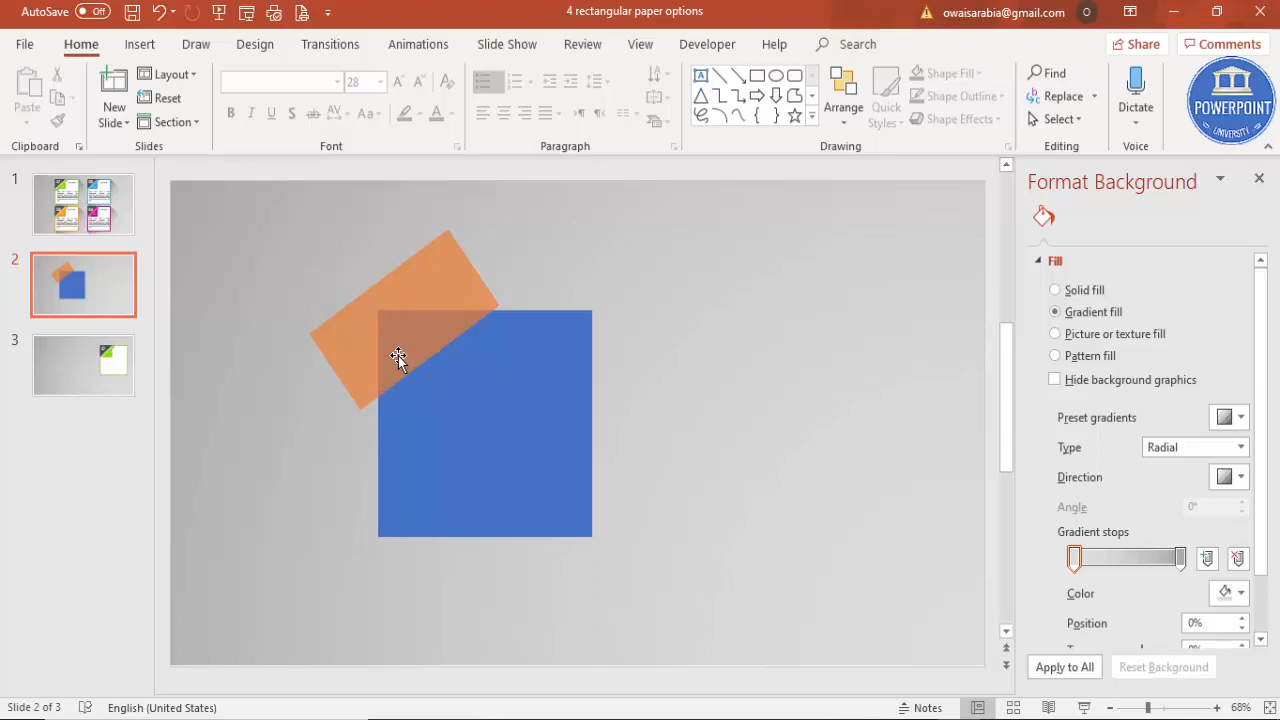 AutoSave Off 4 rectangular paper options owaisarabia@gmail.com
File Home Insert Draw Design Transitions Animations Slide Show Review View Developer Help Search Share Comments
Paste New Slide Layout Reset Section 28 Arrange Quick Styles Shape Fill Shape Outline Shape Effects Find Replace Select Dictate
POWERPOINT
UNIVERSITY
Clipboard Slides Font Paragraph Drawing Editing Voice
1
2
3
Format Background
Fill
Solid fill
Gradient fill
Picture or texture fill
Pattern fill
Hide background graphics
Preset gradients
Type Radial
Direction
Angle 0°
Gradient stops
Color
Position 0%
Apply to All Reset Background
Slide 2 of 3 English (United States) Notes 68%